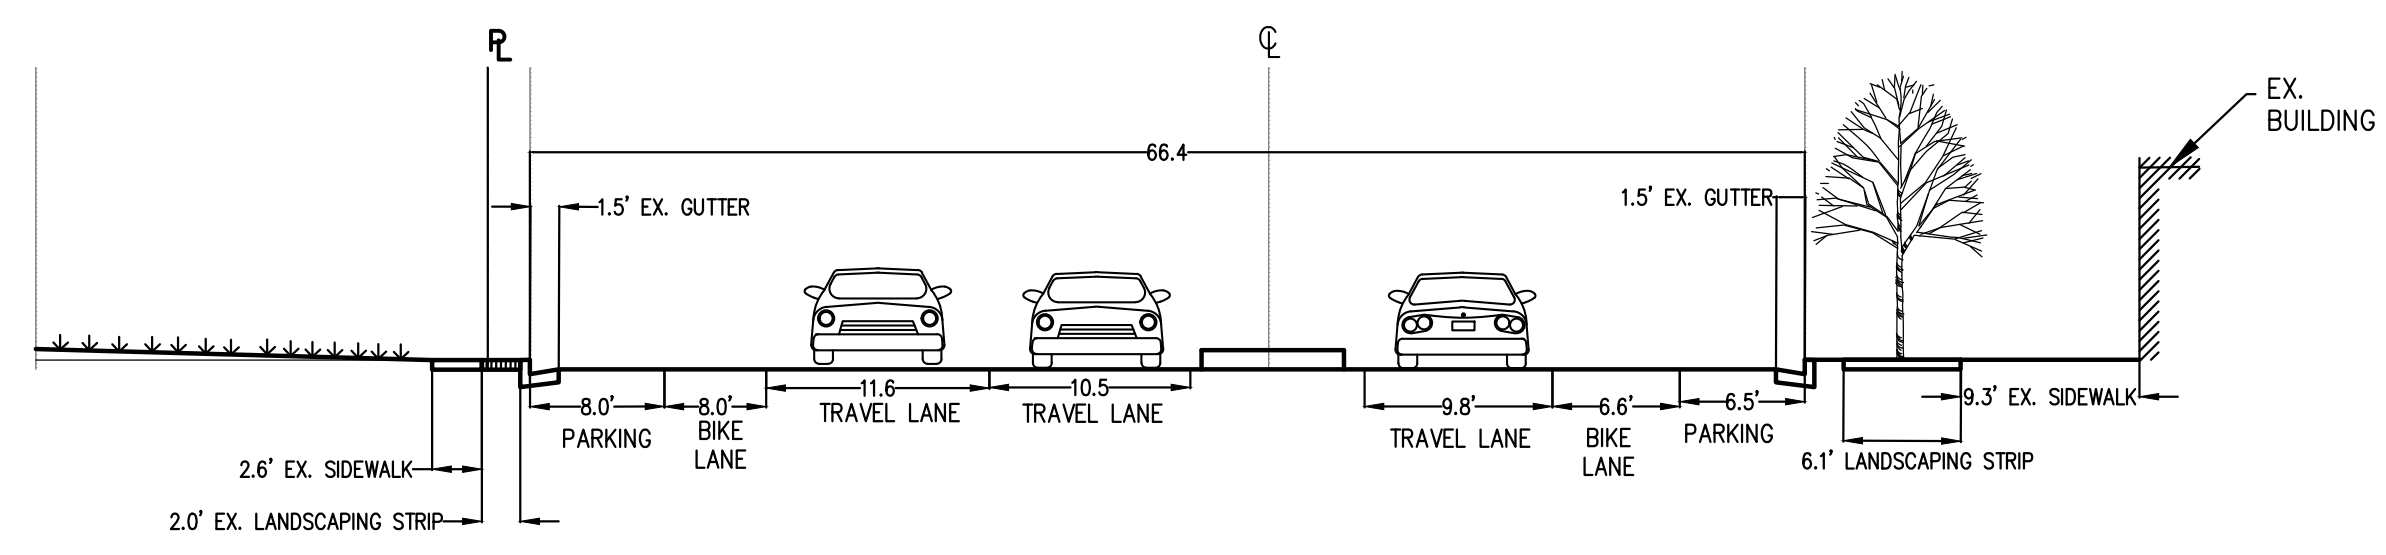 PL
CL
EX.
BUILDING
66.4
1.5' EX. GUTTER
1.5' EX. GUTTER
8.0'
PARKING
8.0'
BIKE
LANE
11.6
TRAVEL LANE
10.5
TRAVEL LANE
9.8'
TRAVEL LANE
6.6'
BIKE
LANE
6.5'
PARKING
9.3' EX. SIDEWALK
6.1' LANDSCAPING STRIP
2.6' EX. SIDEWALK
2.0' EX. LANDSCAPING STRIP